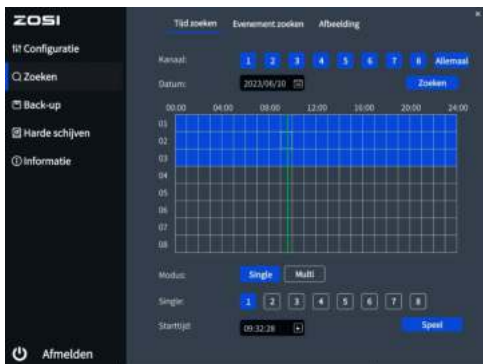 ZOSI
Tijd zoeken Evenement zoeken Afbeelding
Configuratie
Zoeken
Back-up
Harde schijven
Informatie
Afmelden
Kanaal: 1 2 3 4 5 6 7 8 Allemaal
Datum: 2023/06/10 Zoeken
00:00 04:00 08:00 12:00 16:00 20:00 24:00
01
02
03
04
05
06
07
08
Modus: Single Multi
Single: 1 2 3 4 5 6 7 8
Starttijd: 09:32:28 Speel